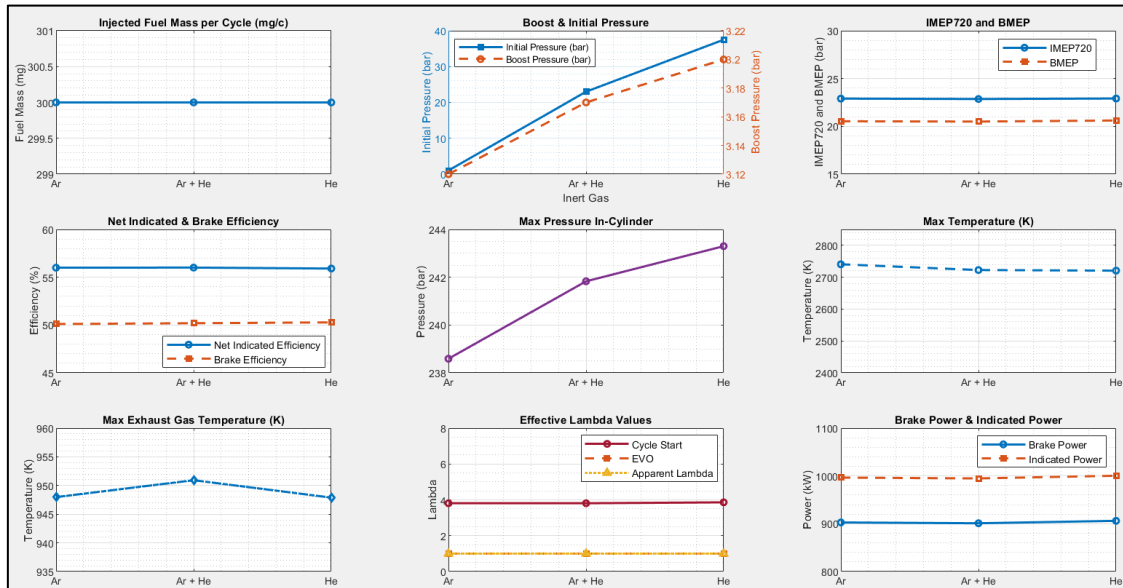 Injected Fuel Mass per Cycle (mg/c)
Fuel Mass (mg)
301
300.5
300
299.5
299
Ar
Ar + He
He
Boost & Initial Pressure
Initial Pressure (bar)
Boost Pressure (bar)
Initial Pressure (bar)
40
30
20
10
0
Boost Pressure (bar)
3.22
3.2
3.18
3.16
3.14
3.12
Ar
Ar + He
He
Inert Gas
IMEP720 and BMEP
IMEP720
BMEP
IMEP720 and BMEP (bar)
30
25
20
15
Ar
Ar + He
He
Net Indicated & Brake Efficiency
Efficiency (%)
60
55
50
45
Net Indicated Efficiency
Brake Efficiency
Ar
Ar + He
He
Max Pressure In-Cylinder
Pressure (bar)
244
242
240
238
Ar
Ar + He
He
Max Temperature (K)
Temperature (K)
2800
2700
2600
2500
2400
Ar
Ar + He
He
Max Exhaust Gas Temperature (K)
Temperature (K)
960
955
950
945
940
935
Ar
Ar + He
He
Effective Lambda Values
Cycle Start
EVO
Apparent Lambda
Lambda
8
6
4
2
0
Ar
Ar + He
He
Brake Power & Indicated Power
Brake Power
Indicated Power
Power (kW)
1100
1000
900
800
Ar
Ar + He
He